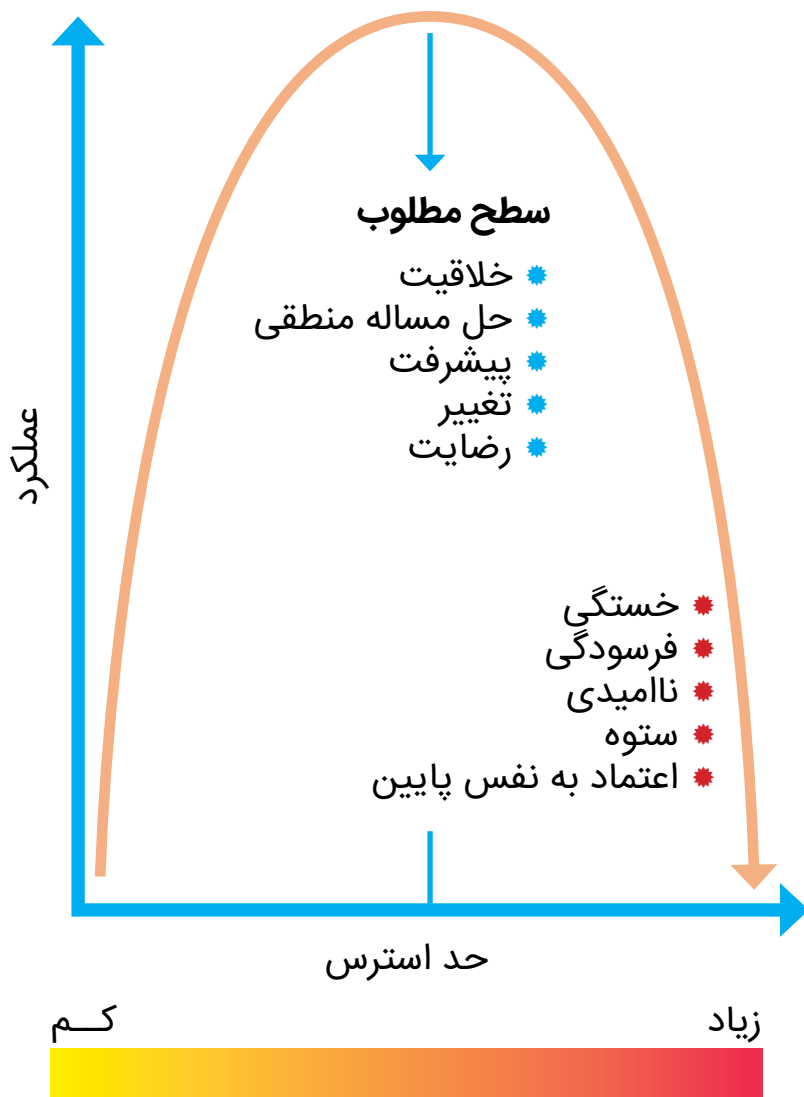 سطح مطلوب
خلاقیت
حل مساله منطقی
پیشرفت
تغییر
رضایت
عملکرد
خستگی
فرسودگی
ناامیدی
ستوه
اعتماد به نفس پایین
حد استرس
زیاد
کــم